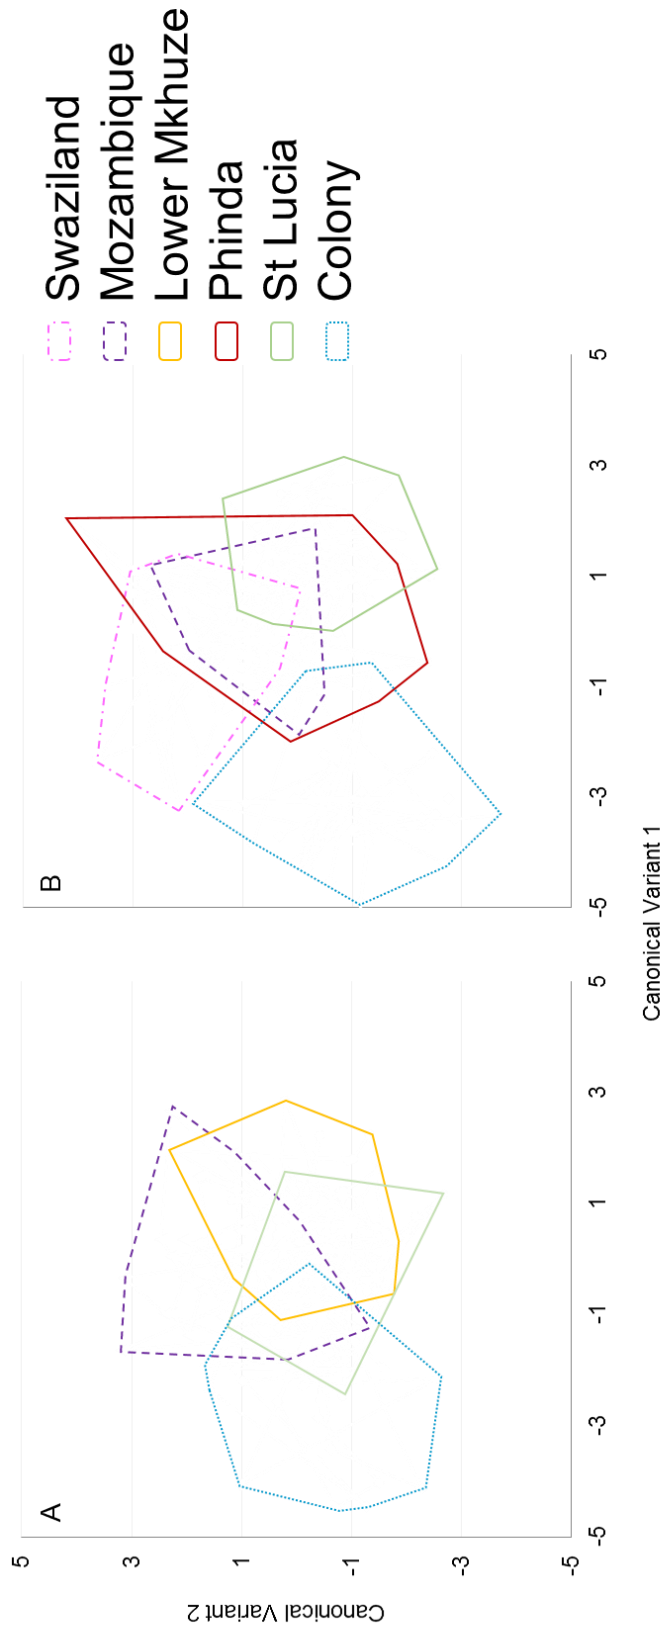 A
B
5
3
1
-1
-3
-5
Canonical Variant 2
-5
-3
-1
1
3
5
-5
-3
-1
1
3
5
Canonical Variant 1
Swaziland
Mozambique
Lower Mkhuze
Phinda
St Lucia
Colony